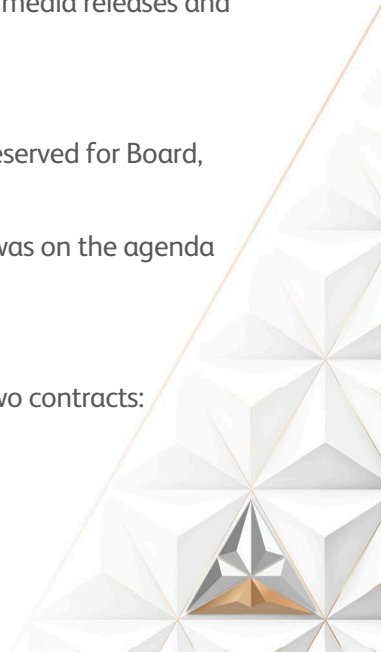 media releases and
eserved for Board,
was on the agenda
wo contracts: